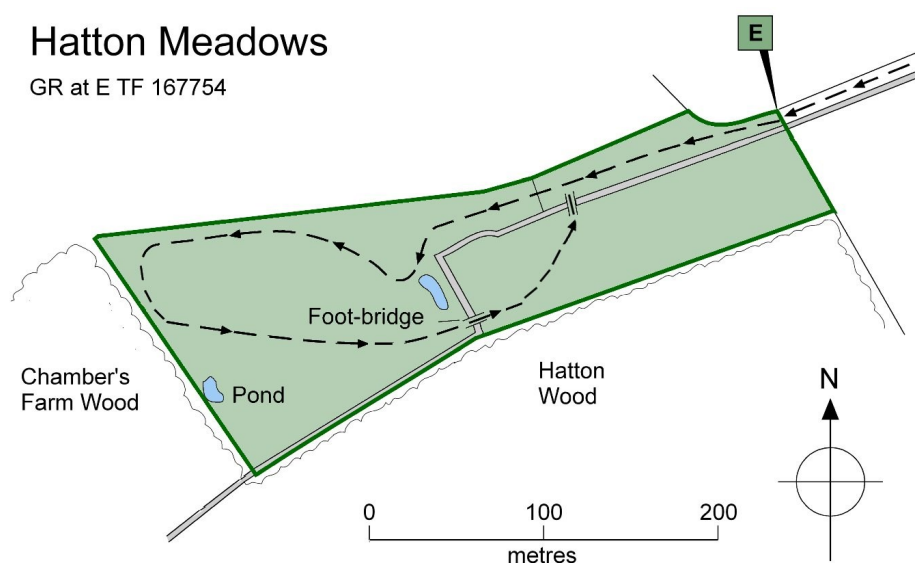 Hatton Meadows
GR at E TF 167754
E
Foot-bridge
Chamber's
Farm Wood
Pond
Hatton
Wood
N
0 100 200
metres